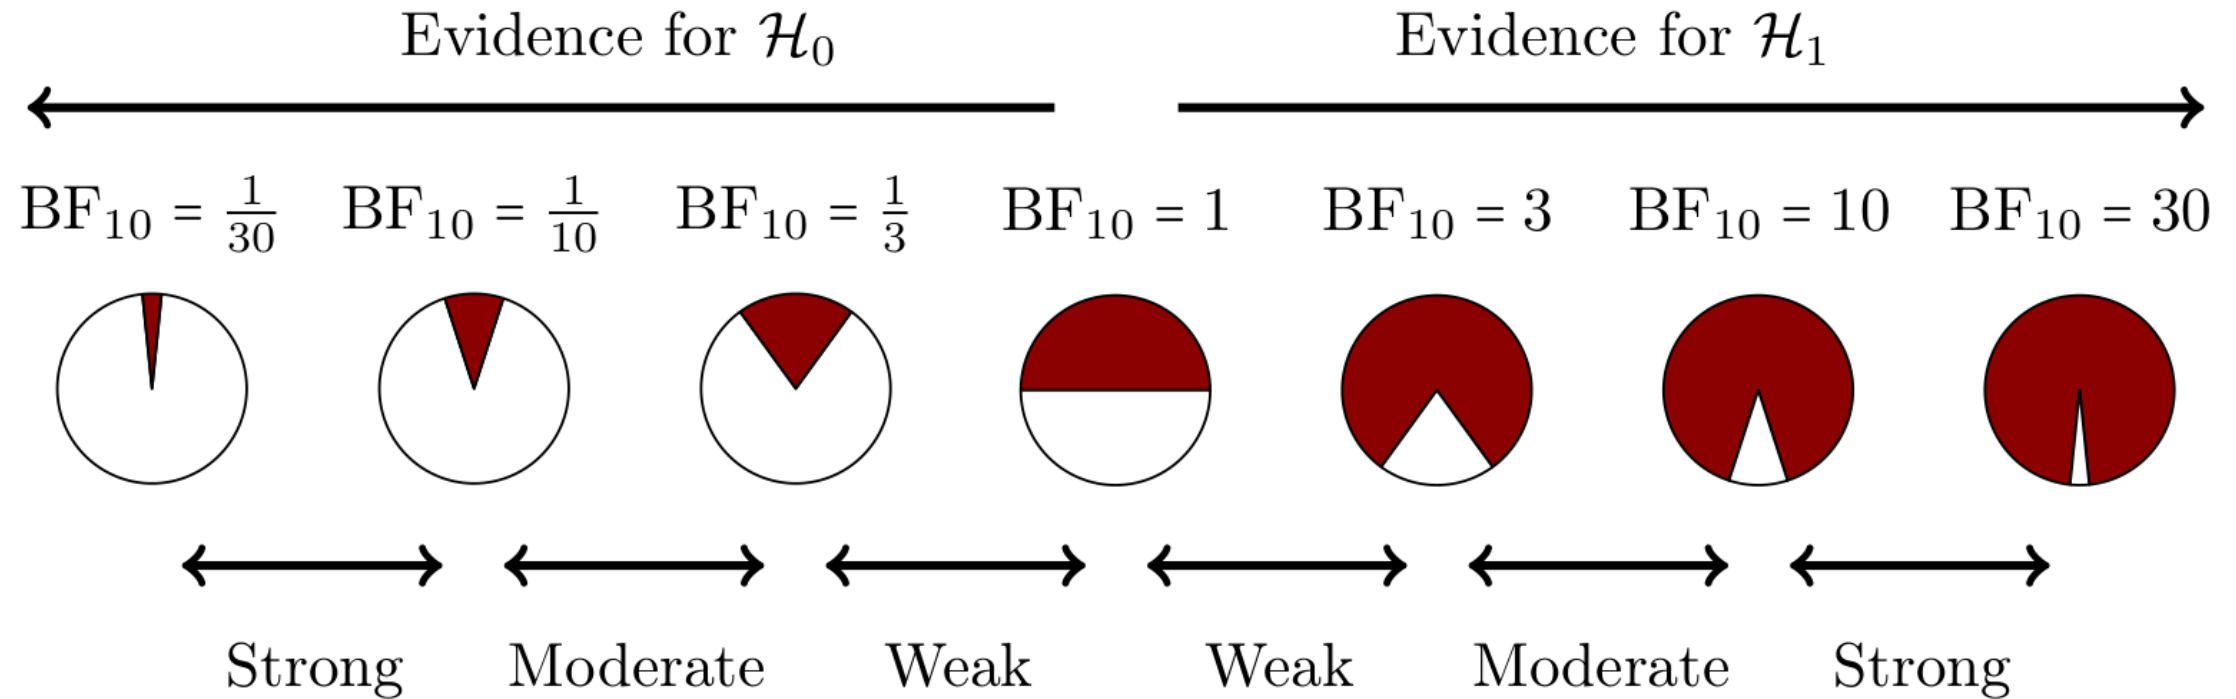 Evidence for ℋ₀ Evidence for ℋ₁
BF₁₀ = 1/30 BF₁₀ = 1/10 BF₁₀ = 1/3 BF₁₀ = 1 BF₁₀ = 3 BF₁₀ = 10 BF₁₀ = 30
Strong Moderate Weak Weak Moderate Strong